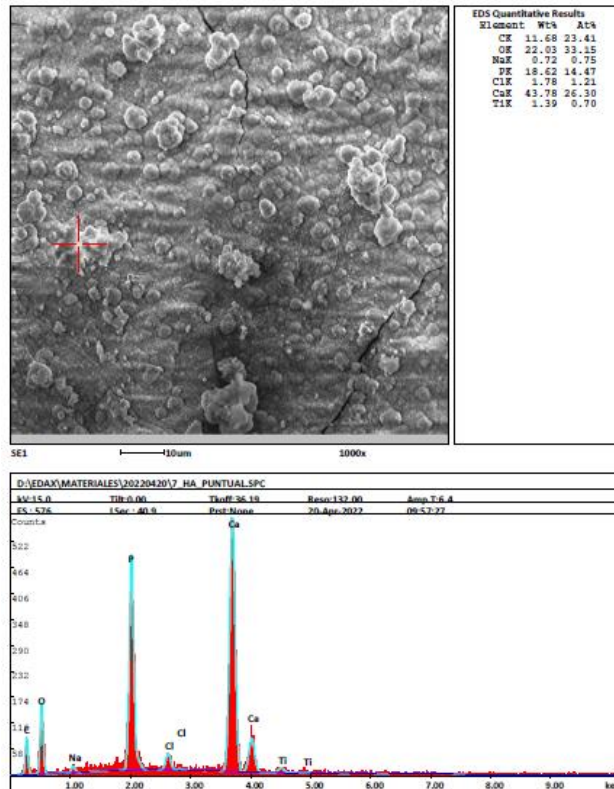 EDS Quantitative Results
Element Wt% At%
CK 11.68 23.41
OK 22.03 33.15
NaK 0.72 0.75
PK 18.62 14.47
ClK 1.78 1.21
CaK 43.78 26.30
TiK 1.39 0.70
SE1 10um 1000x
D:\EDAX\MATERIALES\20220420\7_HA_PUNTUAL.SPC
kV:15.0 Tilt:0.00 Tkoff:36.19 Reso:132.00 Amp.T:6.4
FS : 576 LSec : 40.9 Prst:None 20-Apr-2022 09:57:27
Counts
Ca
522
P
464
406
348
290
232
174
O
Ca
116
C
Cl
Cl
58
Na
Ti
Ti
1.00 2.00 3.00 4.00 5.00 6.00 7.00 8.00 9.00